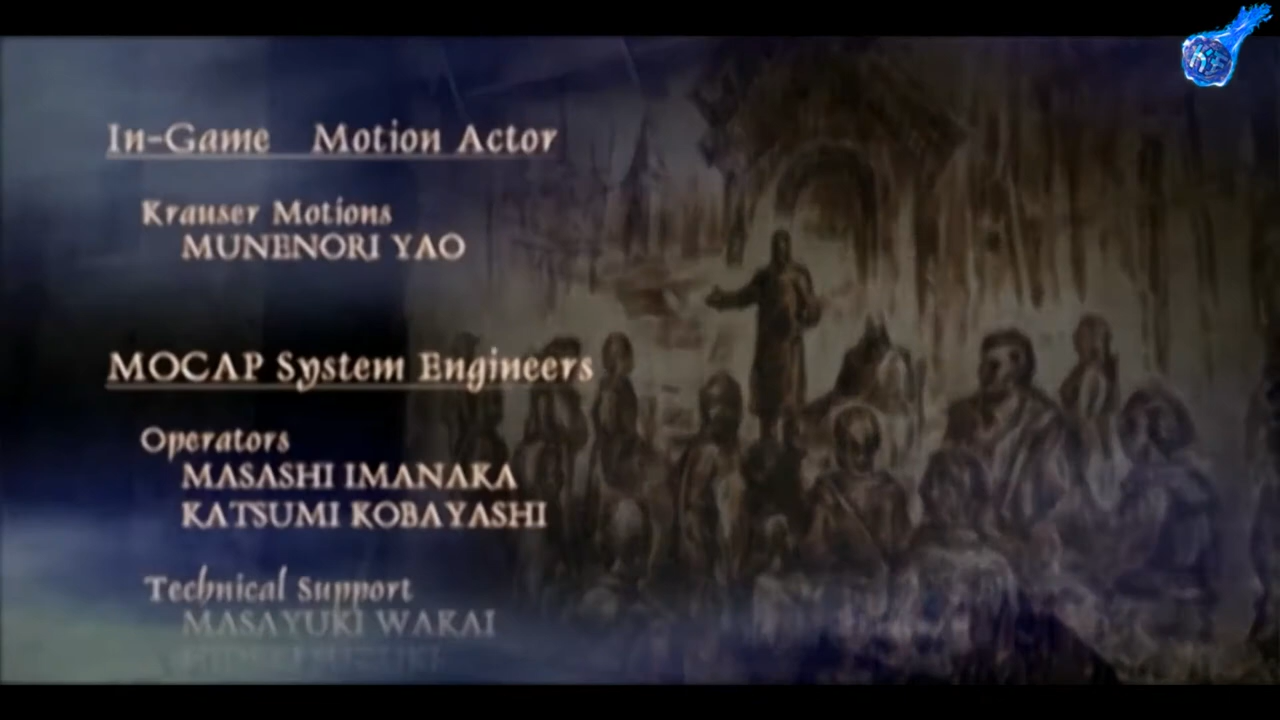 In-Game Motion Actor
Krauser Motions
MUNENORI YAO
MOCAP System Engineers
Operators
MASASHI IMANAKA
KATSUMI KOBAYASHI
Technical Support
MASAYUKI WAKAI